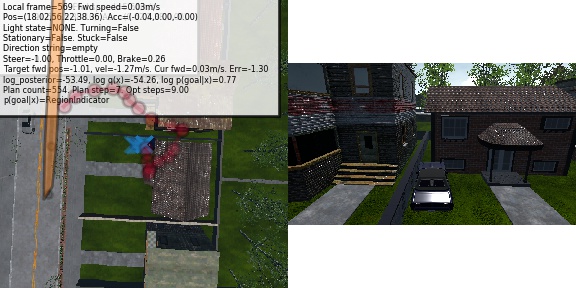 Local frame=569. Fwd speed=0.03m/s
Pos=(18.02,56.22,38.36). Acc=(-0.04,0.00,-0.00)
Light state=NONE. Turning=False
Stationary=False. Stuck=False
Direction string=empty
Steer=-1.00, Throttle=0.00, Brake=0.26
Target fwd pos=-1.01, vel=-1.27m/s. Cur fwd=0.03m/s. Err=-1.30
log_posterior=-53.49, log q(x)=-54.26, log p(goal|x)=0.77
Plan count=554, Plan step=7, Opt steps=9.00
p(goal|x)=RegionIndicator